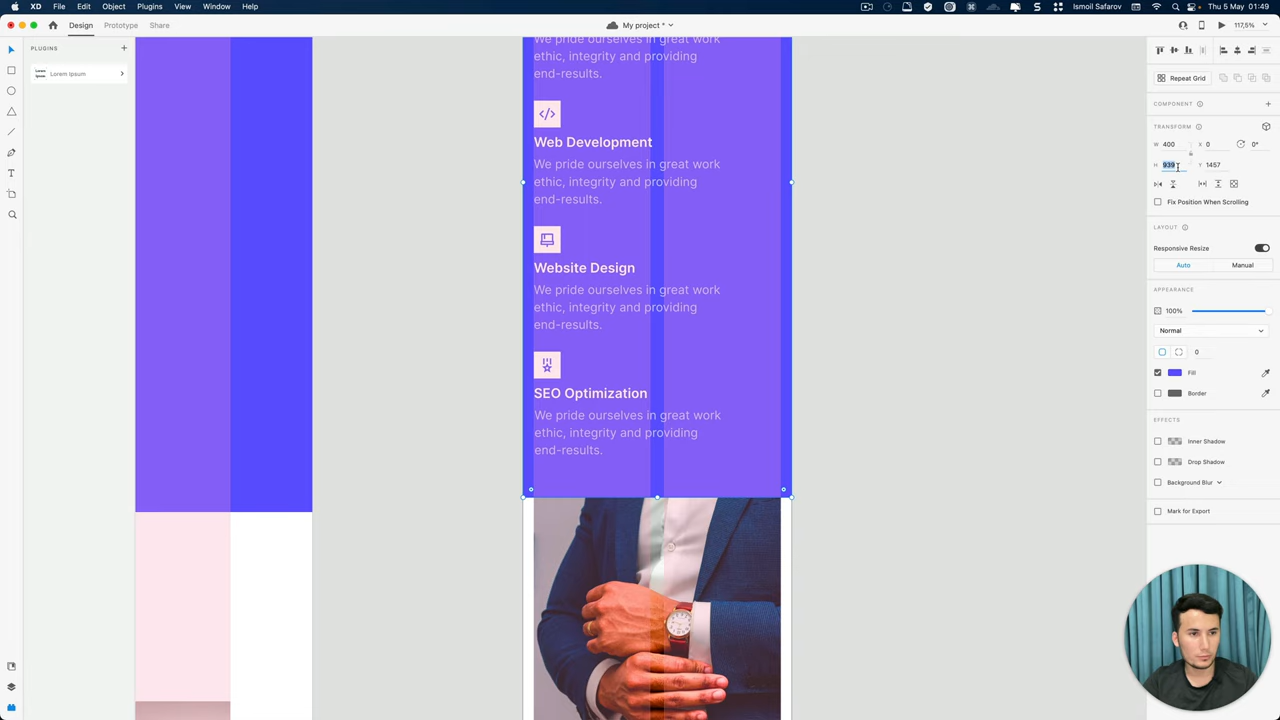 XD File Edit Object Plugins View Window Help
Ismoil Safarov Thu 5 May 01:49
Design Prototype Share
My project *
117,5%
PLUGINS
Lorem Ipsum
Lorem Ipsum
We pride ourselves in great work
ethic, integrity and providing
end-results.
Web Development
We pride ourselves in great work
ethic, integrity and providing
end-results.
Website Design
We pride ourselves in great work
ethic, integrity and providing
end-results.
SEO Optimization
We pride ourselves in great work
ethic, integrity and providing
end-results.
Repeat Grid
COMPONENT
TRANSFORM
W 400 X 0 0°
H 939 Y 1457
Fix Position When Scrolling
LAYOUT
Responsive Resize
Auto Manual
APPEARANCE
100%
Normal
0
Fill
Border
EFFECTS
Inner Shadow
Drop Shadow
Background Blur
Mark for Export